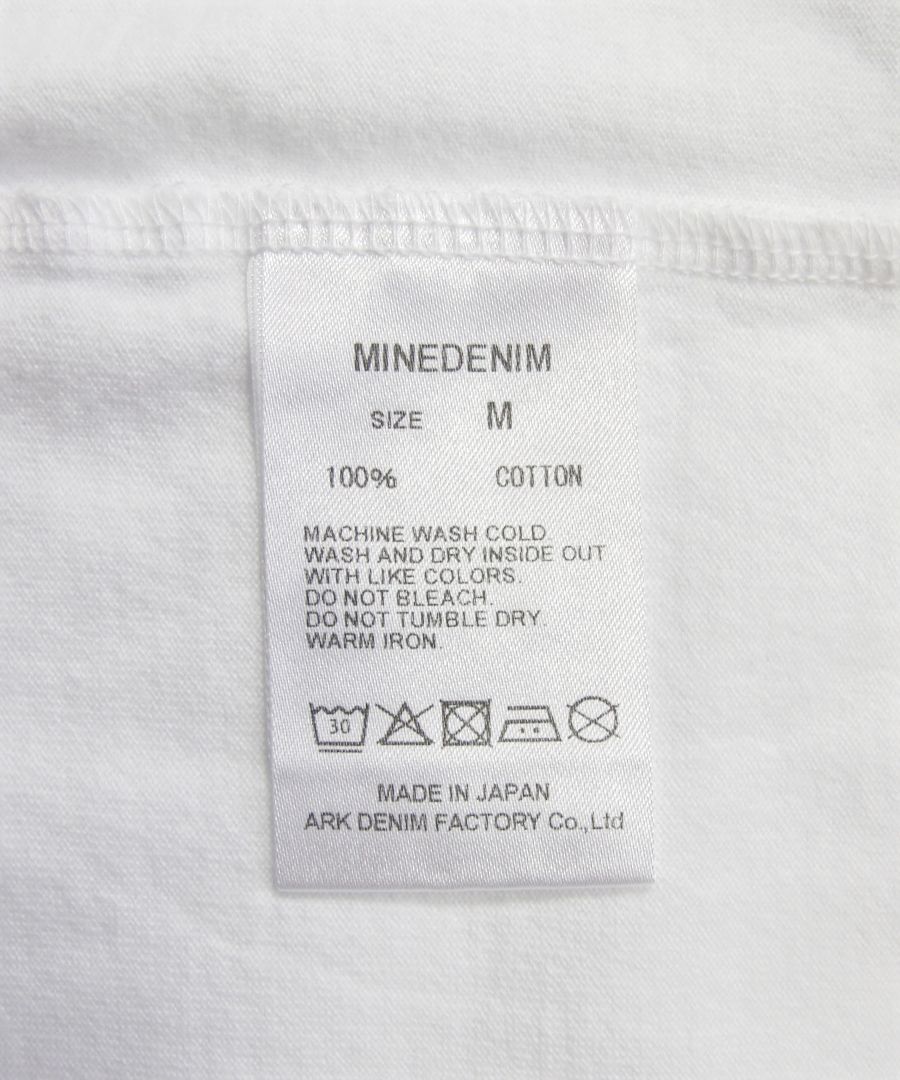 MINEDENIM
SIZE M
100% COTTON
MACHINE WASH COLD.
WASH AND DRY INSIDE OUT
WITH LIKE COLORS.
DO NOT BLEACH.
DO NOT TUMBLE DRY.
WARM IRON.
30
MADE IN JAPAN
ARK DENIM FACTORY Co.,Ltd